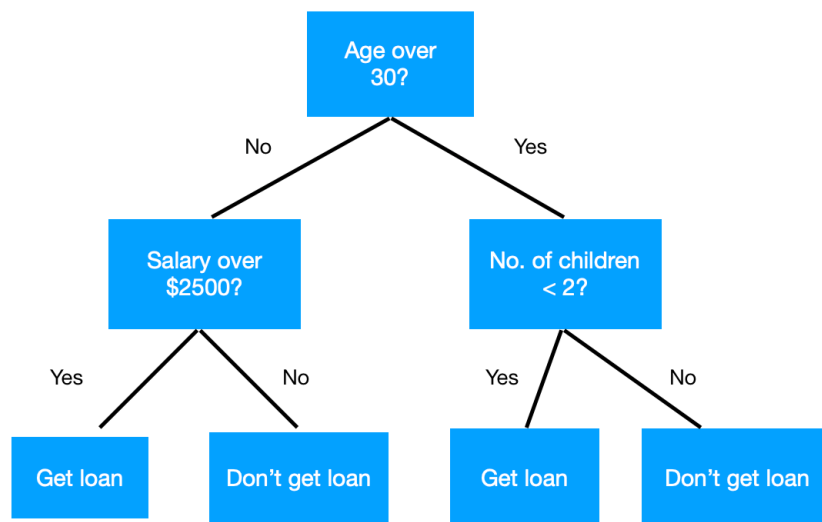 Age over
30?
No
Yes
Salary over
$2500?
No. of children
< 2?
Yes
No
Yes
No
Get loan
Don’t get loan
Get loan
Don’t get loan